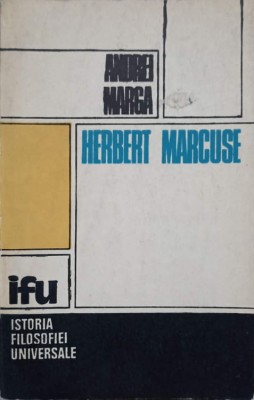 ANDREI
MARGA
HERBERT MARCUSE
ifu
ISTORIA
FILOSOFIEI
UNIVERSALE